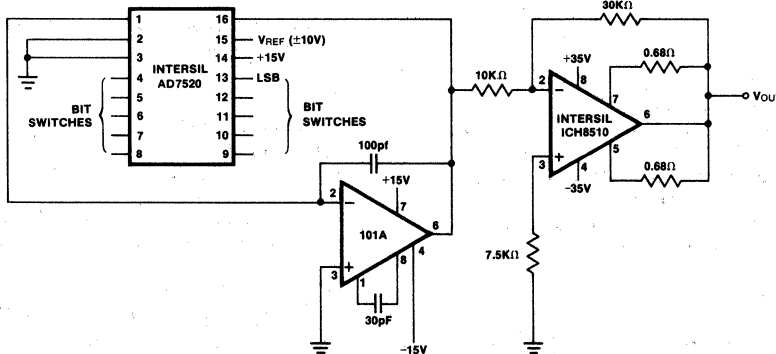 1
2
3
4
5
6
7
8
INTERSIL
AD7520
16
15
14
13
12
11
10
9
VREF (±10V)
+15V
LSB
BIT
SWITCHES
BIT
SWITCHES
100pf
2
3
101A
+15V
7
6
4
8
1
30pF
−15V
10KΩ
30KΩ
+35V
8
2
INTERSIL
ICH8510
3
4
−35V
7
6
5
0.68Ω
0.68Ω
7.5KΩ
VOU